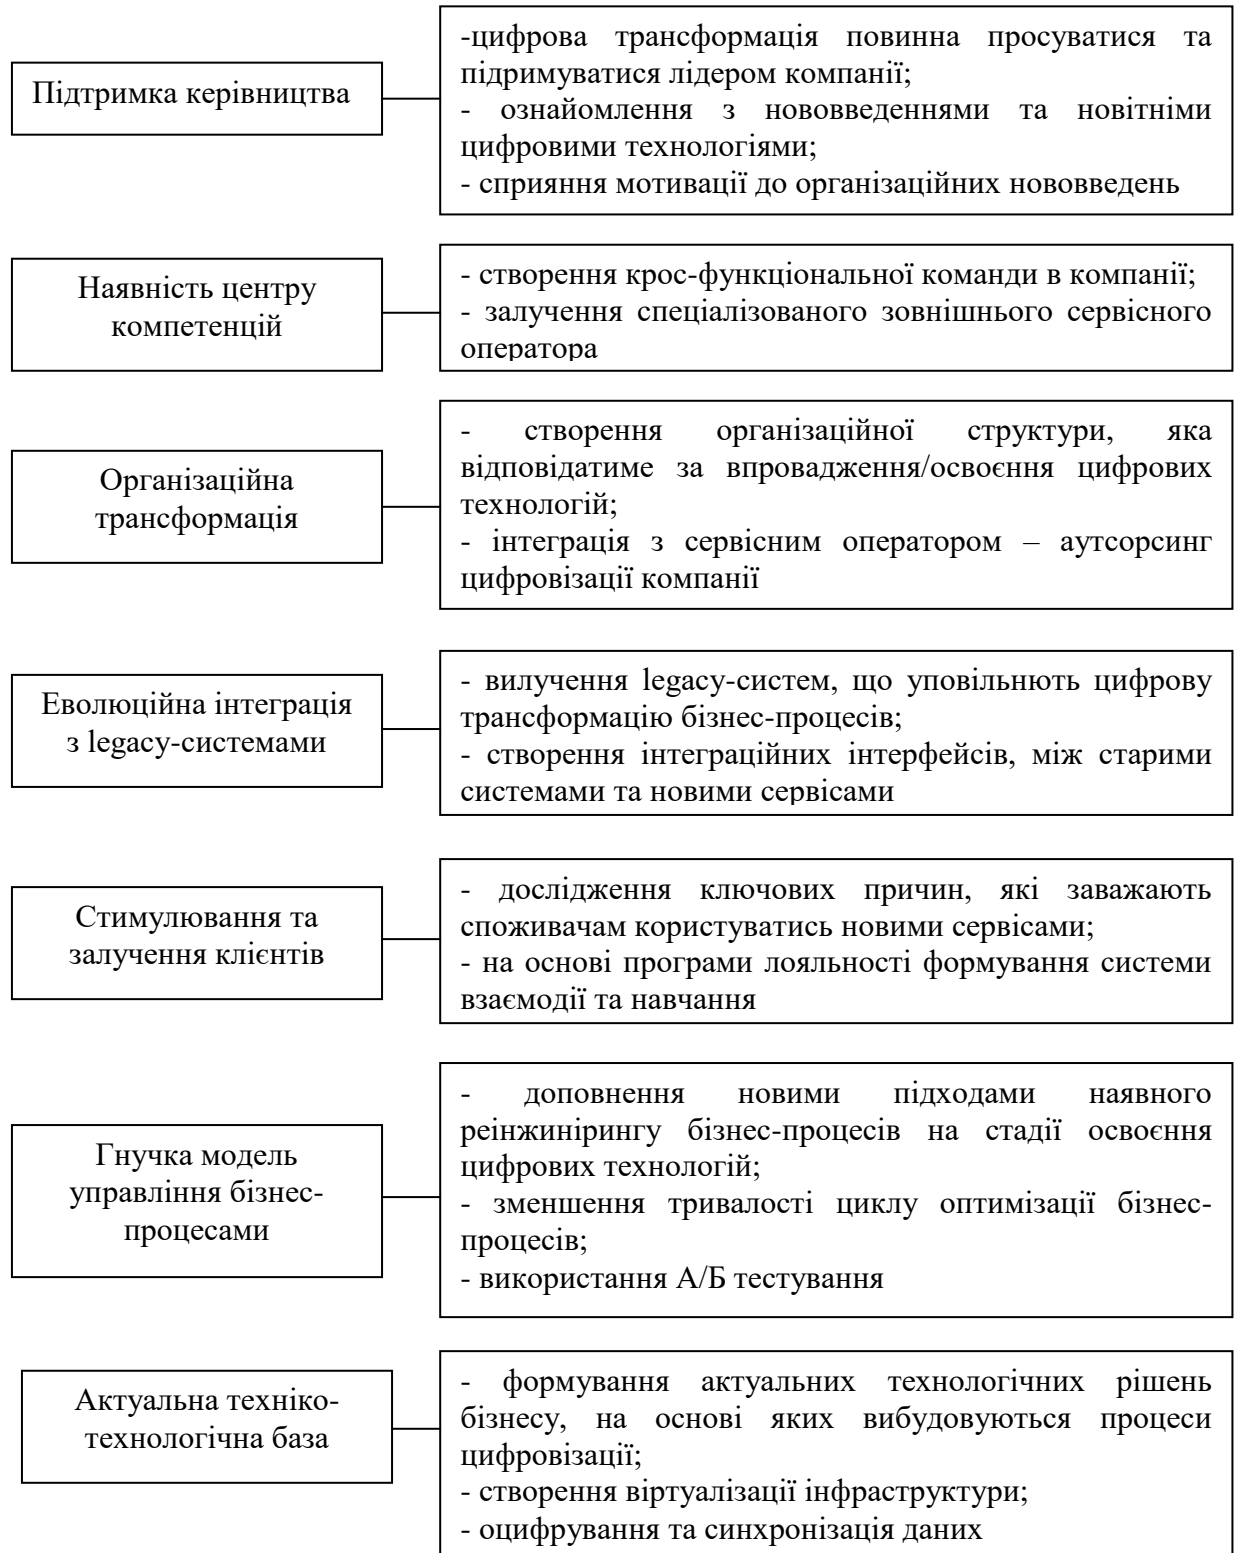 Підтримка керівництва
-цифрова трансформація повинна просуватися та
підримуватися лідером компанії;
- ознайомлення з нововведеннями та новітніми
цифровими технологіями;
- сприяння мотивації до організаційних нововведень
Наявність центру
компетенцій
- створення крос-функціональної команди в компанії;
- залучення спеціалізованого зовнішнього сервісного
оператора
Організаційна
трансформація
- створення організаційної структури, яка
відповідатиме за впровадження/освоєння цифрових
технологій;
- інтеграція з сервісним оператором – аутсорсинг
цифровізації компанії
Еволюційна інтеграція
з legacy-системами
- вилучення legacy-систем, що уповільнють цифрову
трансформацію бізнес-процесів;
- створення інтеграційних інтерфейсів, між старими
системами та новими сервісами
Стимулювання та
залучення клієнтів
- дослідження ключових причин, які заважають
споживачам користуватись новими сервісами;
- на основі програми лояльності формування системи
взаємодії та навчання
Гнучка модель
управління бізнес-
процесами
- доповнення новими підходами наявного
реінжинірингу бізнес-процесів на стадії освоєння
цифрових технологій;
- зменшення тривалості циклу оптимізації бізнес-
процесів;
- використання А/Б тестування
Актуальна техніко-
технологічна база
- формування актуальних технологічних рішень
бізнесу, на основі яких вибудовуються процеси
цифровізації;
- створення віртуалізації інфраструктури;
- оцифрування та синхронізація даних